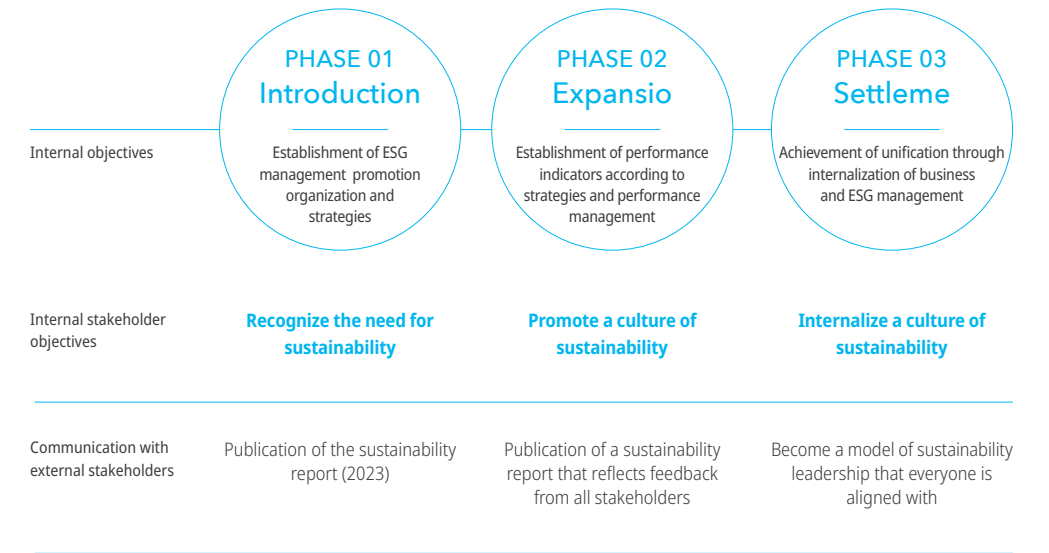 PHASE 01
Introduction
PHASE 02
Expansio
PHASE 03
Settleme
Internal objectives
Establishment of ESG
management promotion
organization and
strategies
Establishment of performance
indicators according to
strategies and performance
management
Achievement of unification through
internalization of business
and ESG management
Internal stakeholder
objectives
Recognize the need for
sustainability
Promote a culture of
sustainability
Internalize a culture of
sustainability
Communication with
external stakeholders
Publication of the sustainability
report (2023)
Publication of a sustainability
report that reflects feedback
from all stakeholders
Become a model of sustainability
leadership that everyone is
aligned with